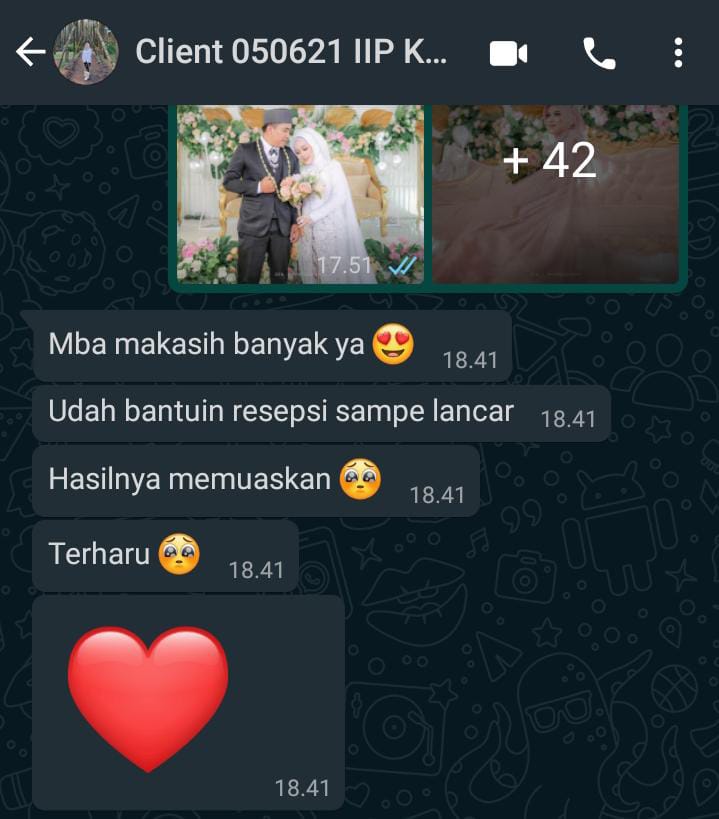 Client 050621 IIP K...
+ 42
17.51
Mba makasih banyak ya 😍 18.41
Udah bantuin resepsi sampe lancar 18.41
Hasilnya memuaskan 🥺 18.41
Terharu 🥺 18.41
❤️
18.41